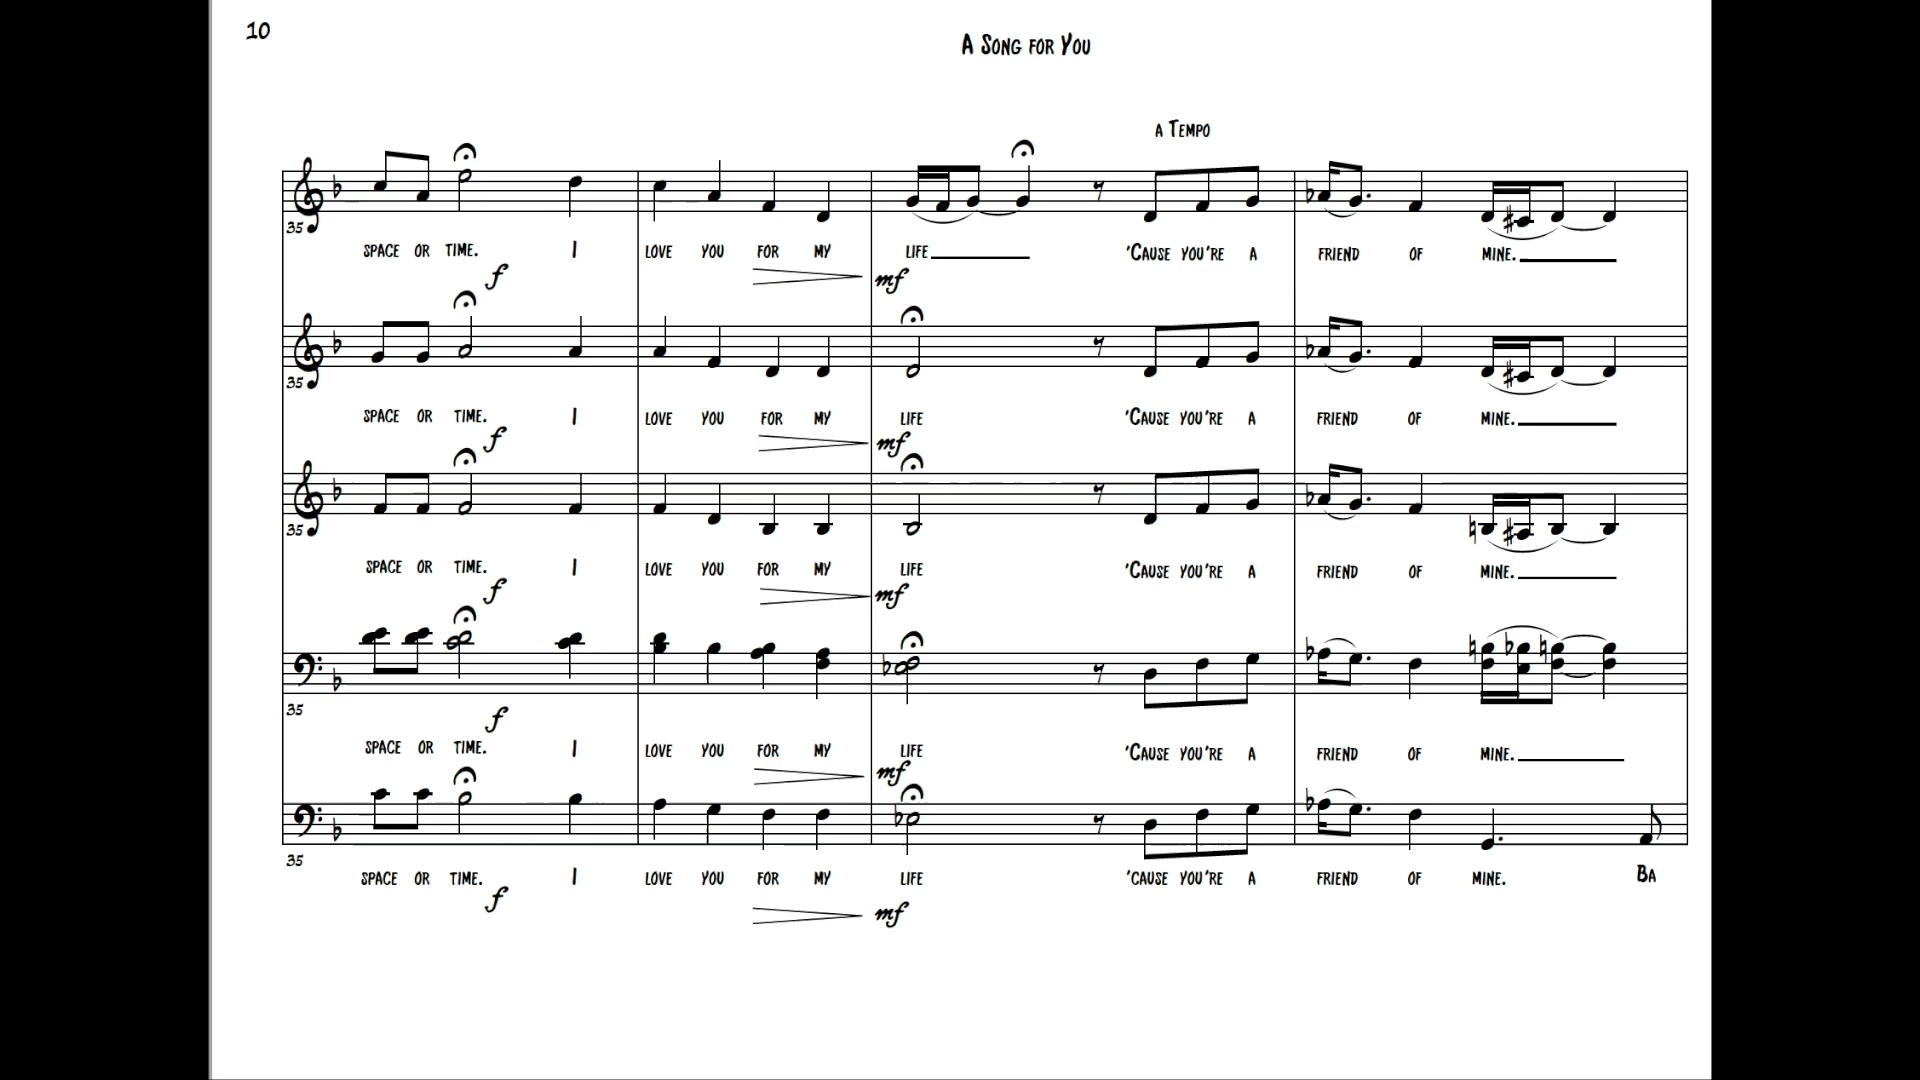 10
A Song for You
a Tempo
35
space or time. I love you for my life 'Cause you're a friend of mine.
f mf
35
space or time. I love you for my life 'Cause you're a friend of mine.
f mf
35
space or time. I love you for my life 'Cause you're a friend of mine.
f mf
35
space or time. I love you for my life 'Cause you're a friend of mine.
f mf
35
space or time. I love you for my life 'cause you're a friend of mine. Ba
f mf